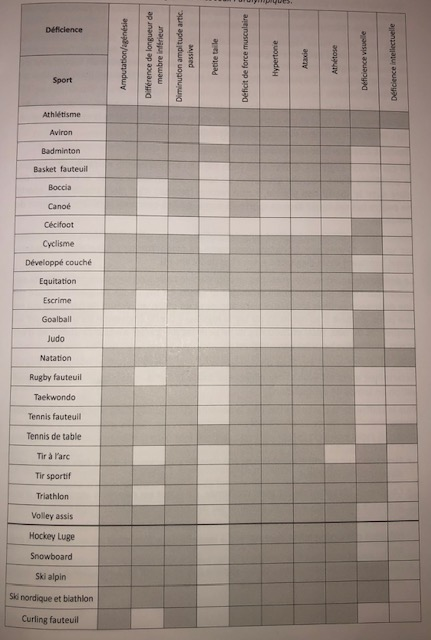 Paralympiques.
Déficience
Sport
Amputation/agénésie
Différence de longueur de
membre inférieur
Diminution amplitude artic.
passive
Petite taille
Déficit de force musculaire
Hypertonie
Ataxie
Athétose
Déficience visuelle
Déficience intellectuelle
Athlétisme
Aviron
Badminton
Basket fauteuil
Boccia
Canoé
Cécifoot
Cyclisme
Développé couché
Equitation
Escrime
Goalball
Judo
Natation
Rugby fauteuil
Taekwondo
Tennis fauteuil
Tennis de table
Tir à l'arc
Tir sportif
Triathlon
Volley assis
Hockey Luge
Snowboard
Ski alpin
Ski nordique et biathlon
Curling fauteuil